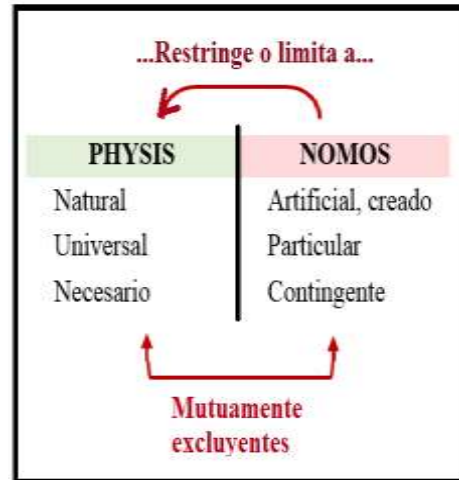 ...Restringe o limita a...
PHYSIS NOMOS
Natural Artificial, creado
Universal Particular
Necesario Contingente
Mutuamente
excluyentes